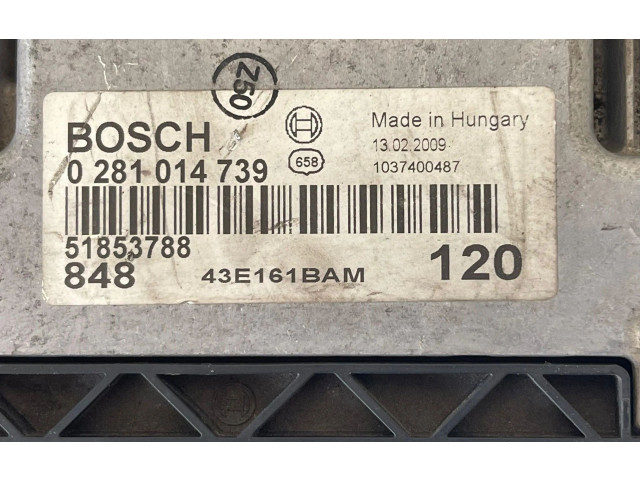 Z50
BOSCH
Made in Hungary
13.02.2009
0 281 014 739
658
1037400487
51853788
848
43E161BAM
120